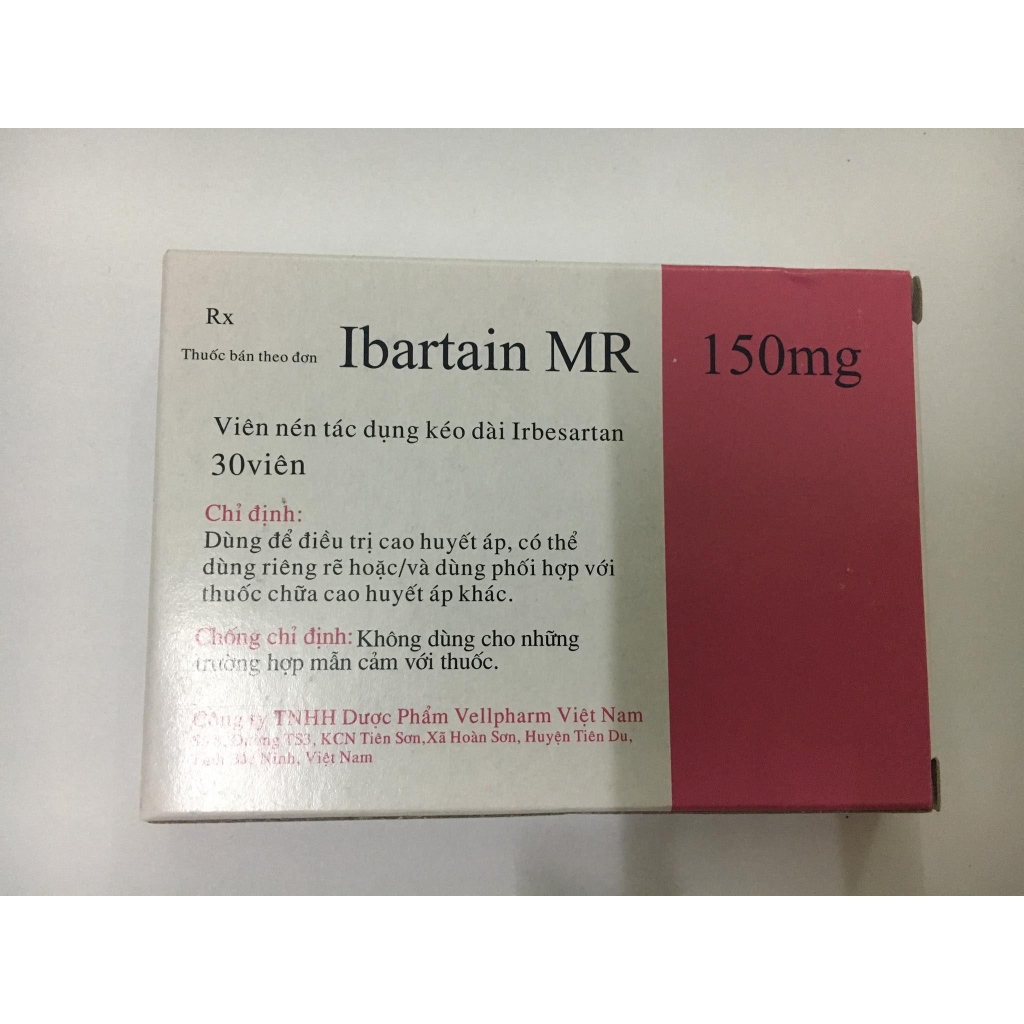 Rx
Thuốc bán theo đơn
Ibartain MR 150mg
Viên nén tác dụng kéo dài Irbesartan
30viên
Chỉ định:
Dùng để điều trị cao huyết áp, có thể
dùng riêng rẽ hoặc/và dùng phối hợp với
thuốc chữa cao huyết áp khác.
Chống chỉ định: Không dùng cho những
trường hợp mẫn cảm với thuốc.
Công ty TNHH Dược Phẩm Vellpharm Việt Nam
Đường TS3, KCN Tiên Sơn,Xã Hoàn Sơn, Huyện Tiên Du,
Tỉnh Bắc Ninh, Việt Nam